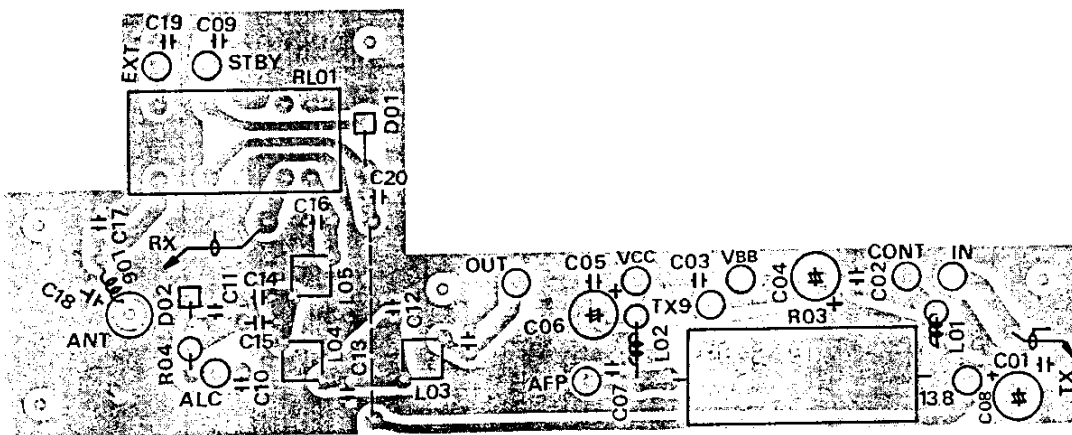 C19
C09
EXT
STBY
RL01
D01
C20
C16
C17
RX
L06
C18
ANT
D02
C11
C14
L05
C15
R04
ALC
C10
L04
C13
C12
L03
OUT
C05
VCC
C03
VBB
C04
C02
CONT
IN
C06
TX9
L02
R03
L01
AFP
C07
13.8
C08
C01
TX